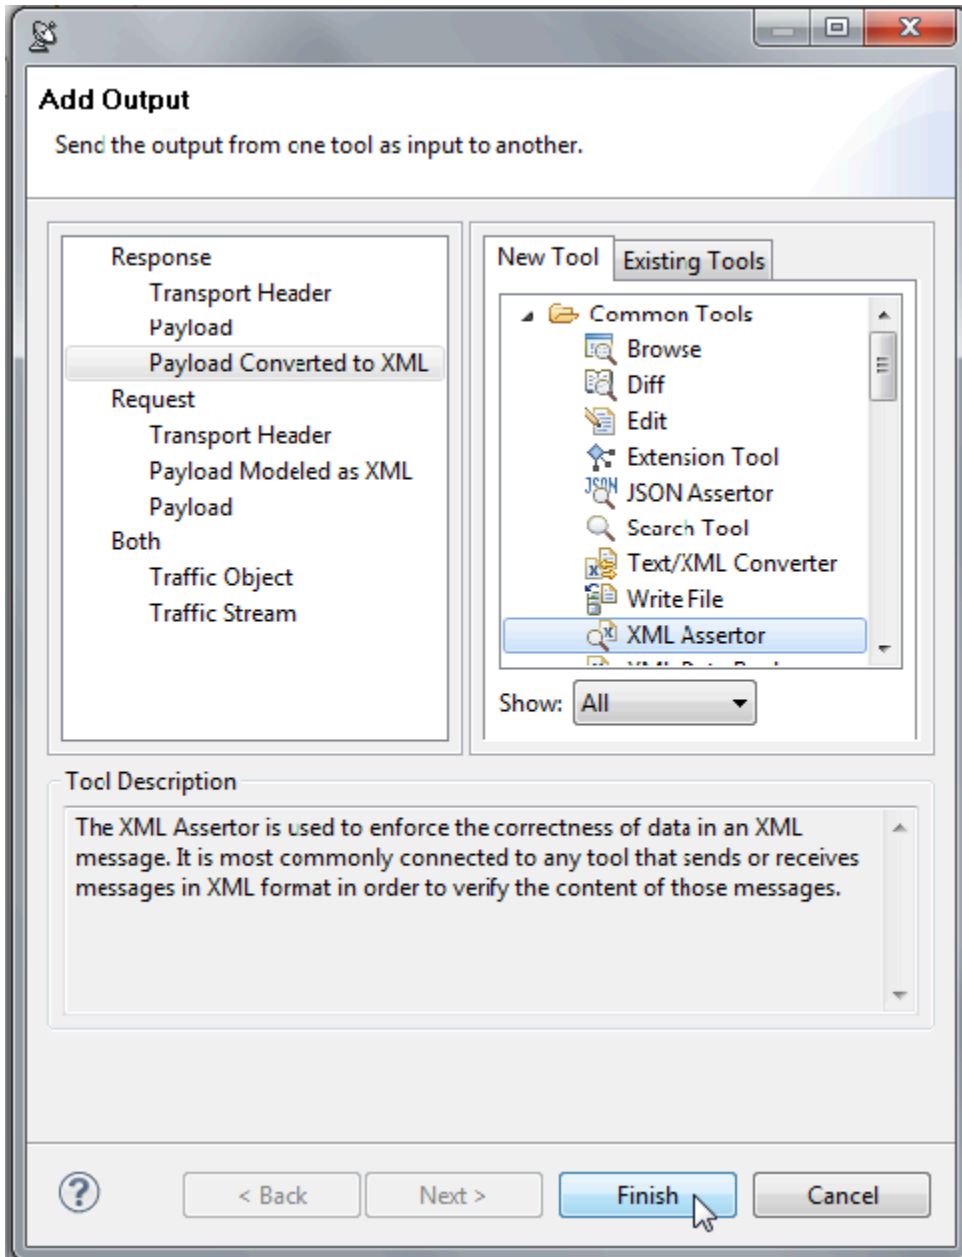 Add Output
Send the output from one tool as input to another.
Response
Transport Header
Payload
Payload Converted to XML
Request
Transport Header
Payload Modeled as XML
Payload
Both
Traffic Object
Traffic Stream
New Tool
Existing Tools
Common Tools
Browse
Diff
Edit
Extension Tool
JSON Assertor
Search Tool
Text/XML Converter
Write File
XML Assertor
Show: All
Tool Description
The XML Assertor is used to enforce the correctness of data in an XML
message. It is most commonly connected to any tool that sends or receives
messages in XML format in order to verify the content of those messages.
?
< Back
Next >
Finish
Cancel